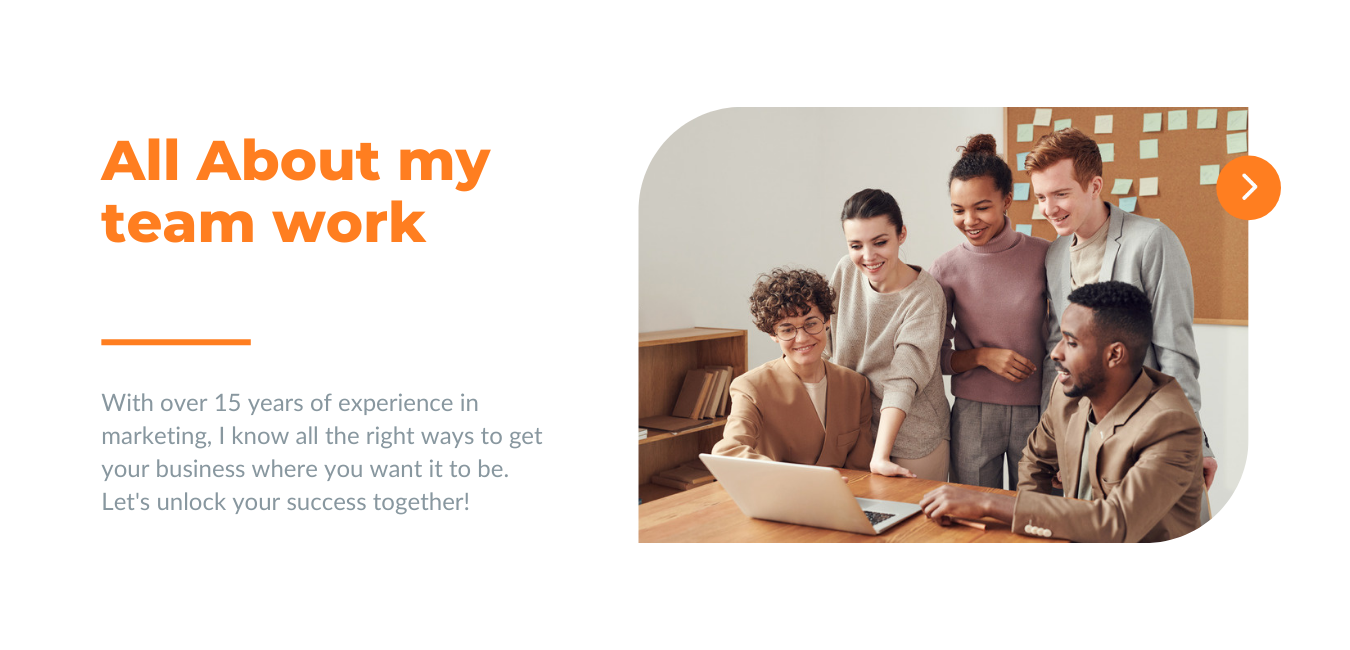 All About my
team work
With over 15 years of experience in
marketing, I know all the right ways to get
your business where you want it to be.
Let's unlock your success together!